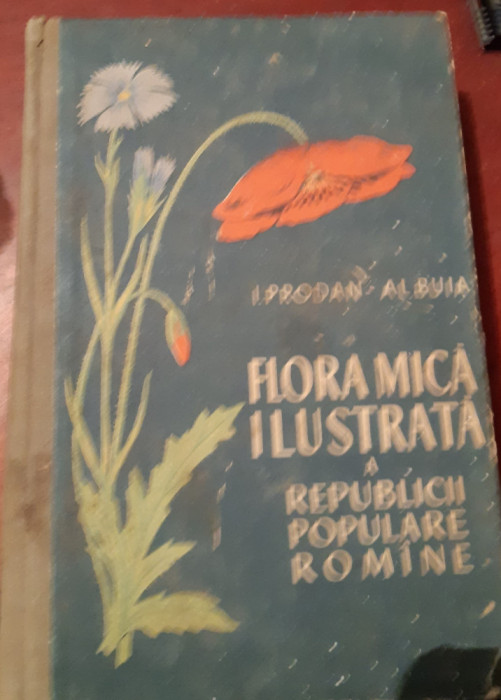 I. PRODAN - AL. BUIA
FLORA MICĂ
ILUSTRATĂ
A
REPUBLICII
POPULARE
ROMÎNE